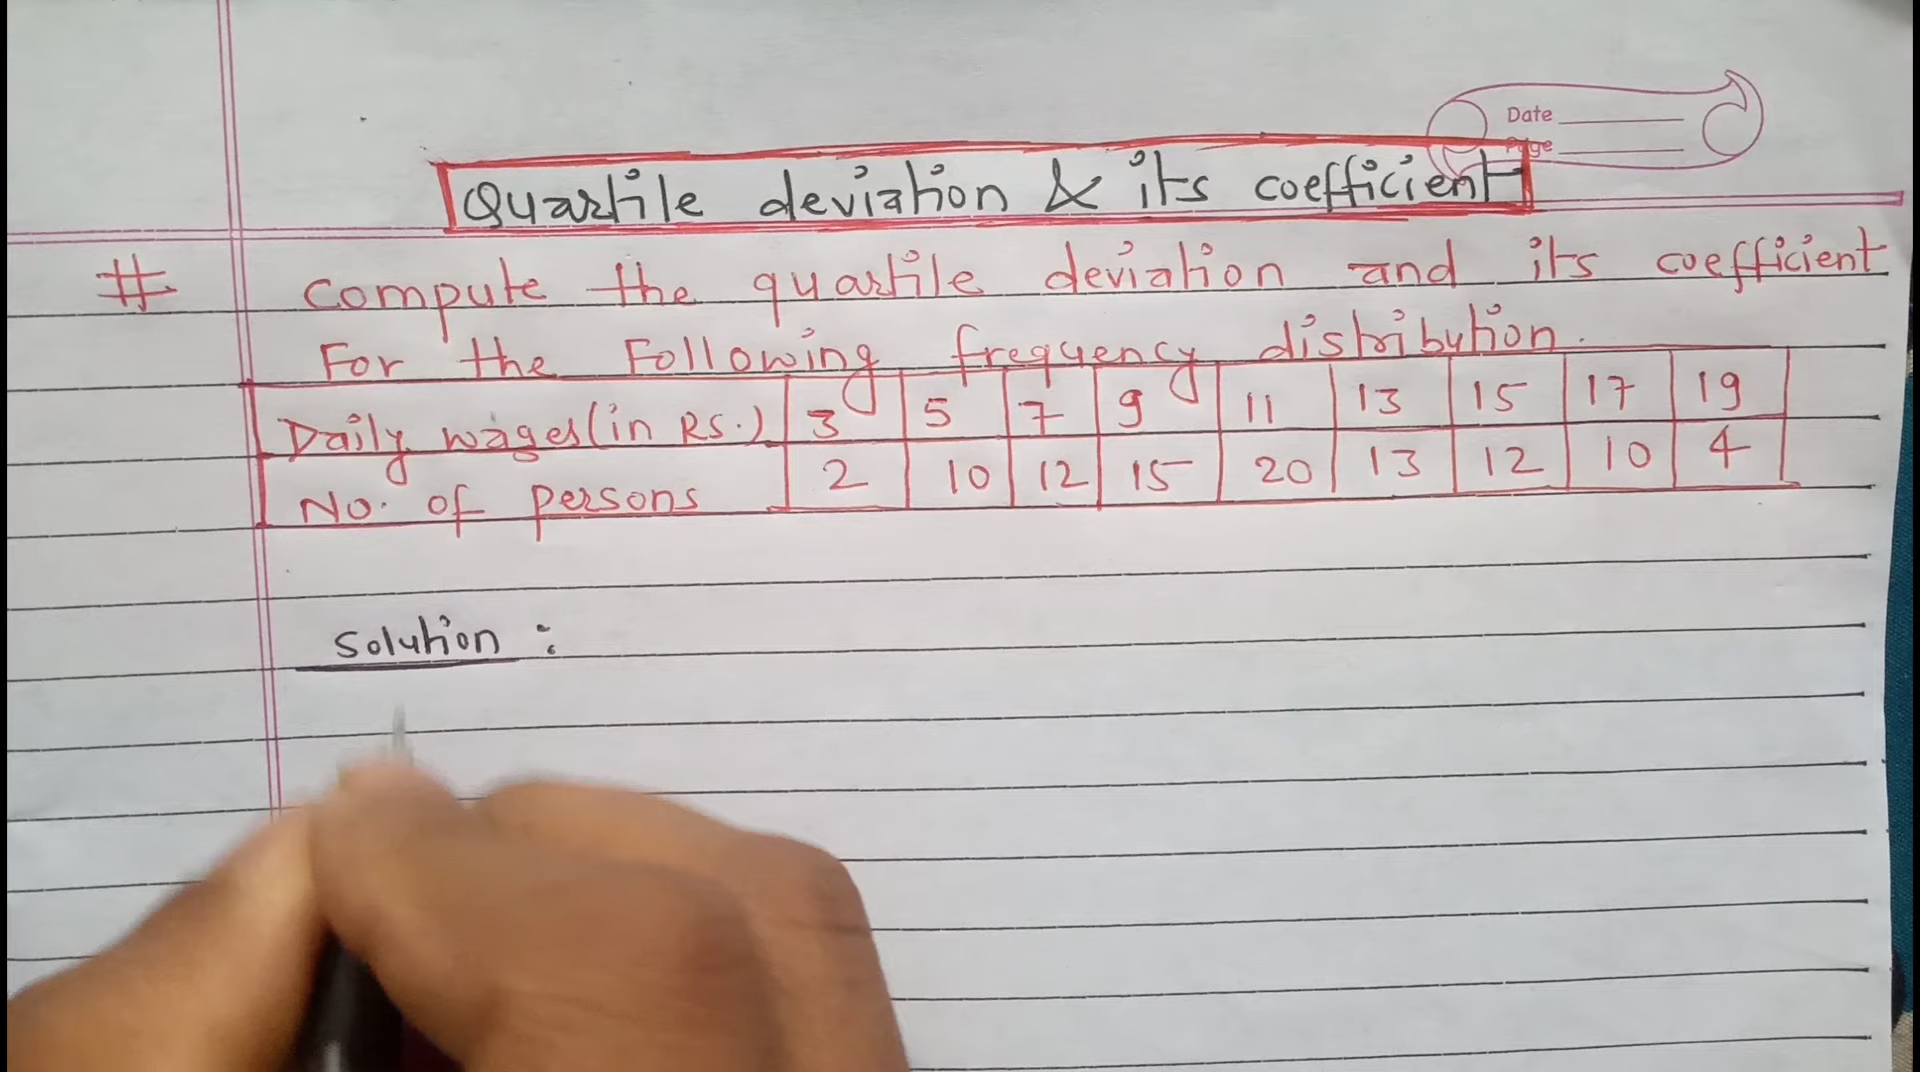 Date
Page
Quartile deviation & its coefficient
# Compute the quartile deviation and its coefficient
For the Following frequency distribution.
Daily wages (in Rs.) 3 5 7 9 11 13 15 17 19
No. of persons 2 10 12 15 20 13 12 10 4
Solution :